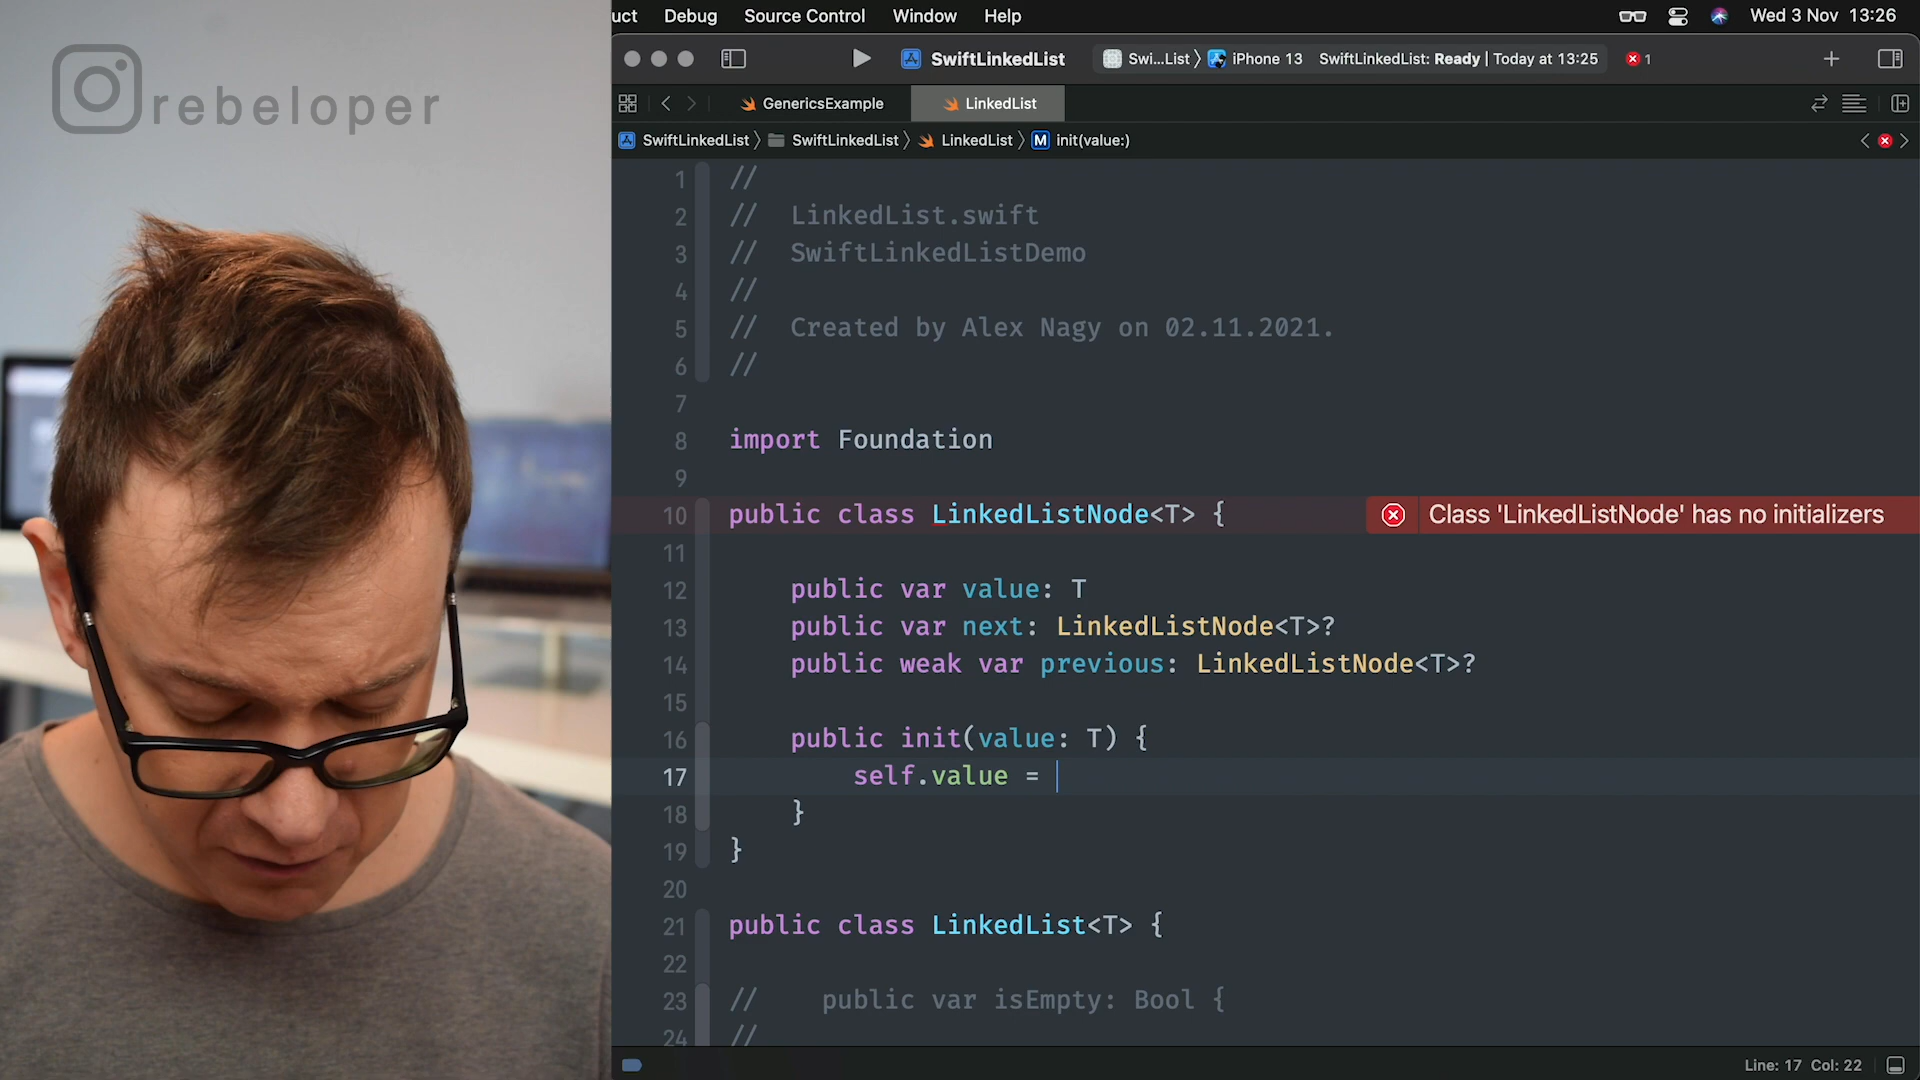 rebeloper
uct Debug Source Control Window Help Wed 3 Nov 13:26
SwiftLinkedList Swi...List 〉 iPhone 13 SwiftLinkedList: Ready | Today at 13:25 1
GenericsExample LinkedList
SwiftLinkedList 〉 SwiftLinkedList 〉 LinkedList 〉 M init(value:)
1 //
2 //  LinkedList.swift
3 //  SwiftLinkedListDemo
4 //
5 //  Created by Alex Nagy on 02.11.2021.
6 //
7
8 import Foundation
9
10 public class LinkedListNode<T> { Class 'LinkedListNode' has no initializers
11
12     public var value: T
13     public var next: LinkedListNode<T>?
14     public weak var previous: LinkedListNode<T>?
15
16     public init(value: T) {
17         self.value =
18     }
19 }
20
21 public class LinkedList<T> {
22
23 //    public var isEmpty: Bool {
24 //
Line: 17 Col: 22